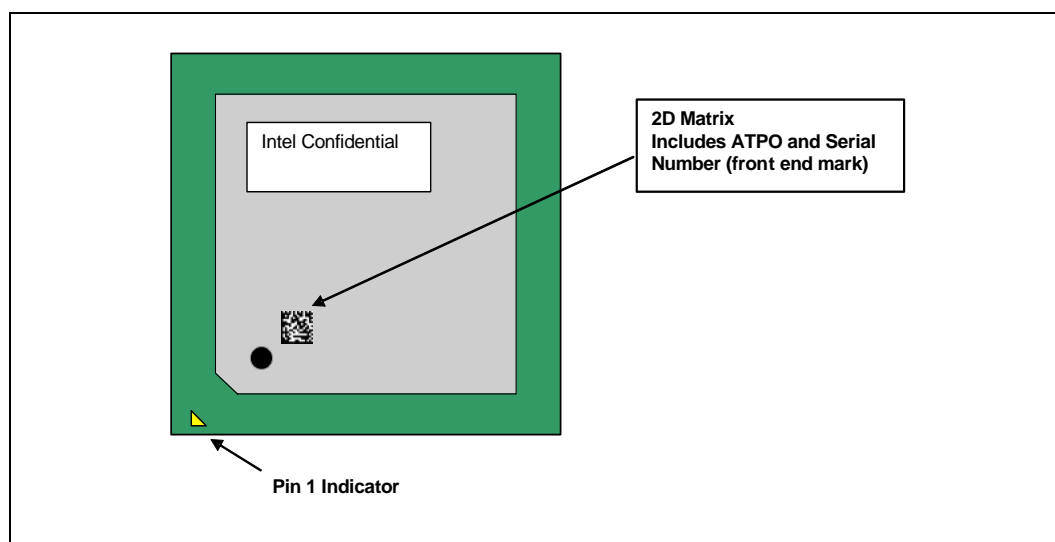 Intel Confidential
2D Matrix
Includes ATPO and Serial
Number (front end mark)
Pin 1 Indicator